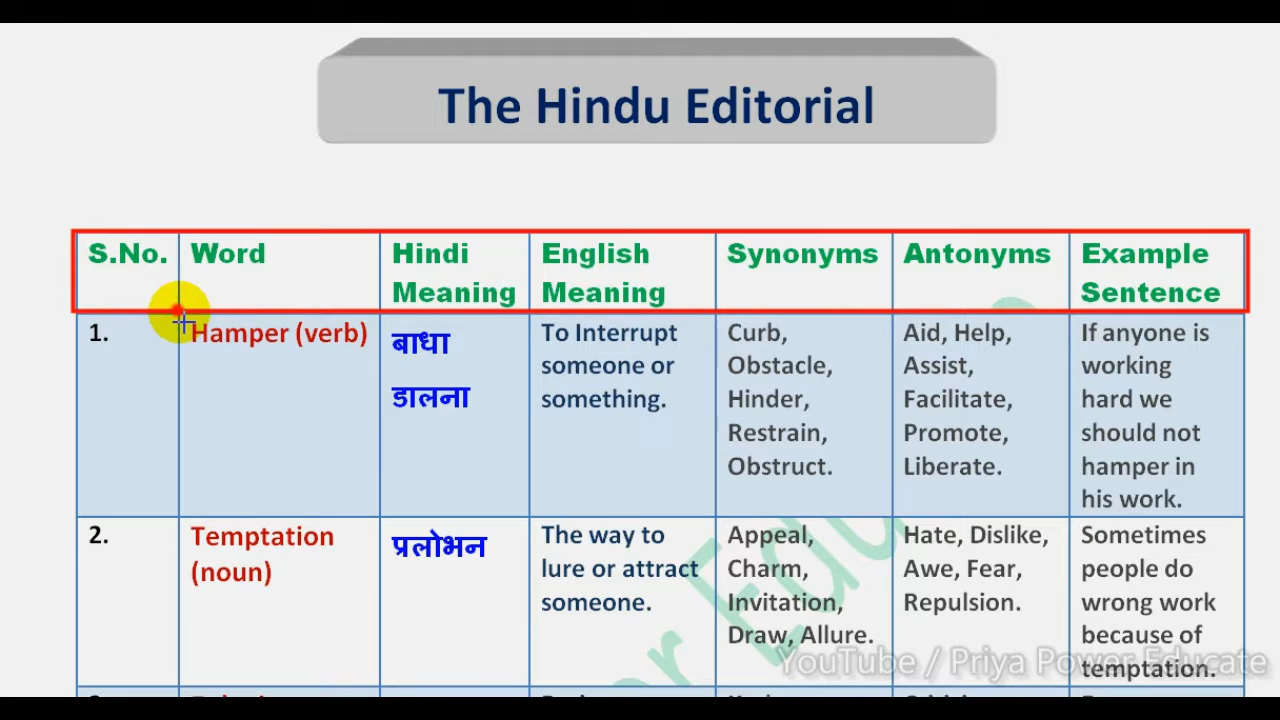 The Hindu Editorial
S.No.
Word
Hindi
Meaning
English
Meaning
Synonyms
Antonyms
Example
Sentence
1.
Hamper (verb)
बाधा
डालना
To Interrupt
someone or
something.
Curb,
Obstacle,
Hinder,
Restrain,
Obstruct.
Aid, Help,
Assist,
Facilitate,
Promote,
Liberate.
If anyone is
working
hard we
should not
hamper in
his work.
2.
Temptation
(noun)
प्रलोभन
The way to
lure or attract
someone.
Appeal,
Charm,
Invitation,
Draw, Allure.
Hate, Dislike,
Awe, Fear,
Repulsion.
Sometimes
people do
wrong work
because of
temptation.
YouTube / Priya Power Educate